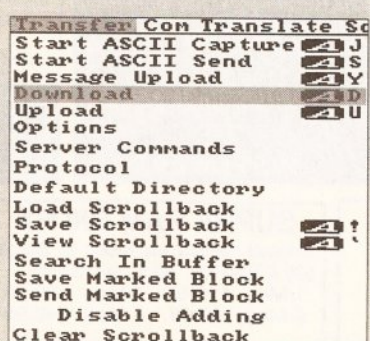 Transfer Com Translate Sc
Start ASCII Capture A J
Start ASCII Send A S
Message Upload A Y
Download A D
Upload A U
Options
Server Commands
Protocol
Default Directory
Load Scrollback
Save Scrollback A !
View Scrollback A `
Search In Buffer
Save Marked Block
Send Marked Block
Disable Adding
Clear Scrollback